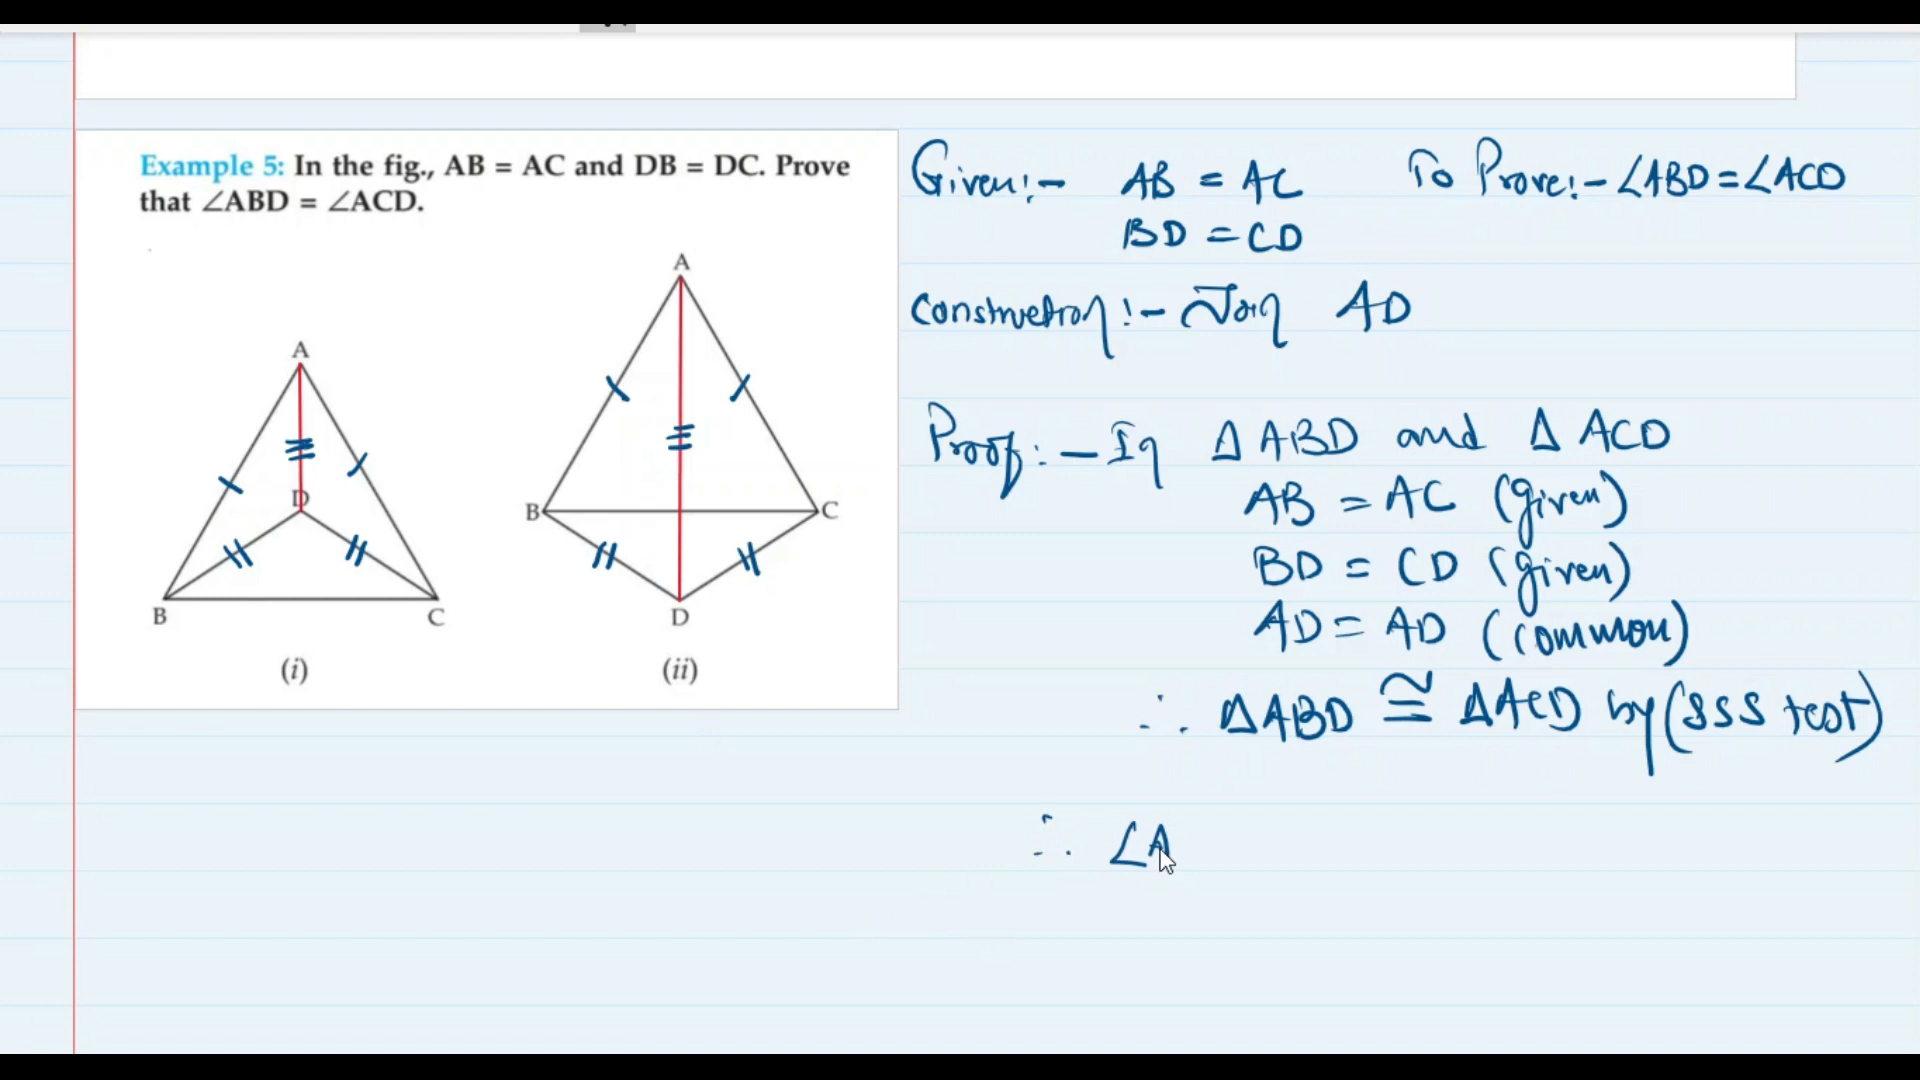 Example 5: In the fig., AB = AC and DB = DC. Prove
that ∠ABD = ∠ACD.
A
D
B
C
(i)
A
B
C
D
(ii)
Given:- AB = AC
BD = CD
To Prove:- ∠ABD = ∠ACD
Construction:- Join AD
Proof:- In Δ ABD and Δ ACD
AB = AC (given)
BD = CD (given)
AD = AD (common)
∴ ΔABD ≅ ΔACD by (SSS test)
∴ ∠A